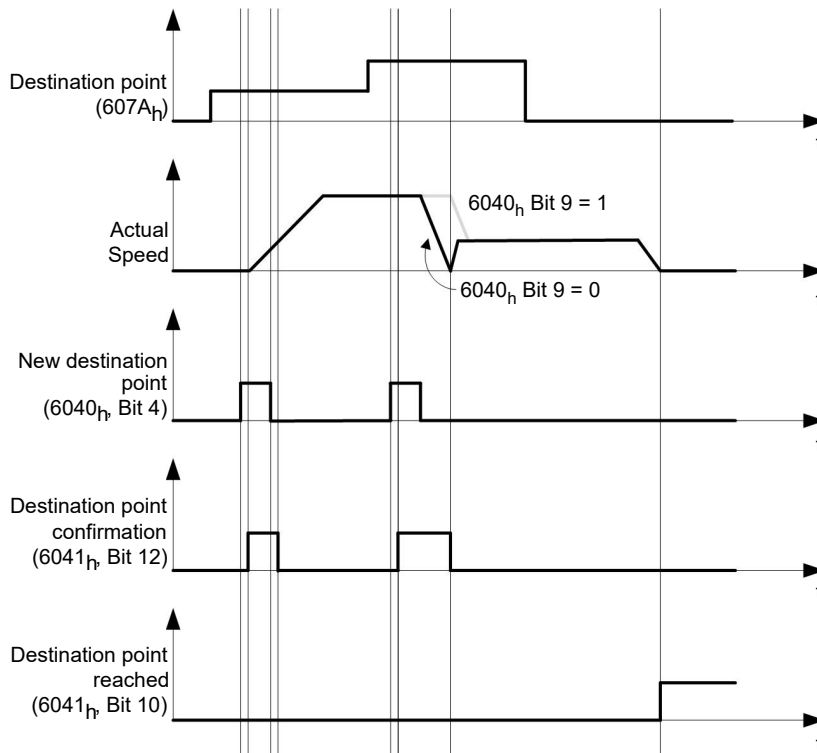 Destination point
(607Ah)
Actual
Speed
6040h Bit 9 = 1
6040h Bit 9 = 0
New destination
point
(6040h, Bit 4)
Destination point
confirmation
(6041h, Bit 12)
Destination point
reached
(6041h, Bit 10)